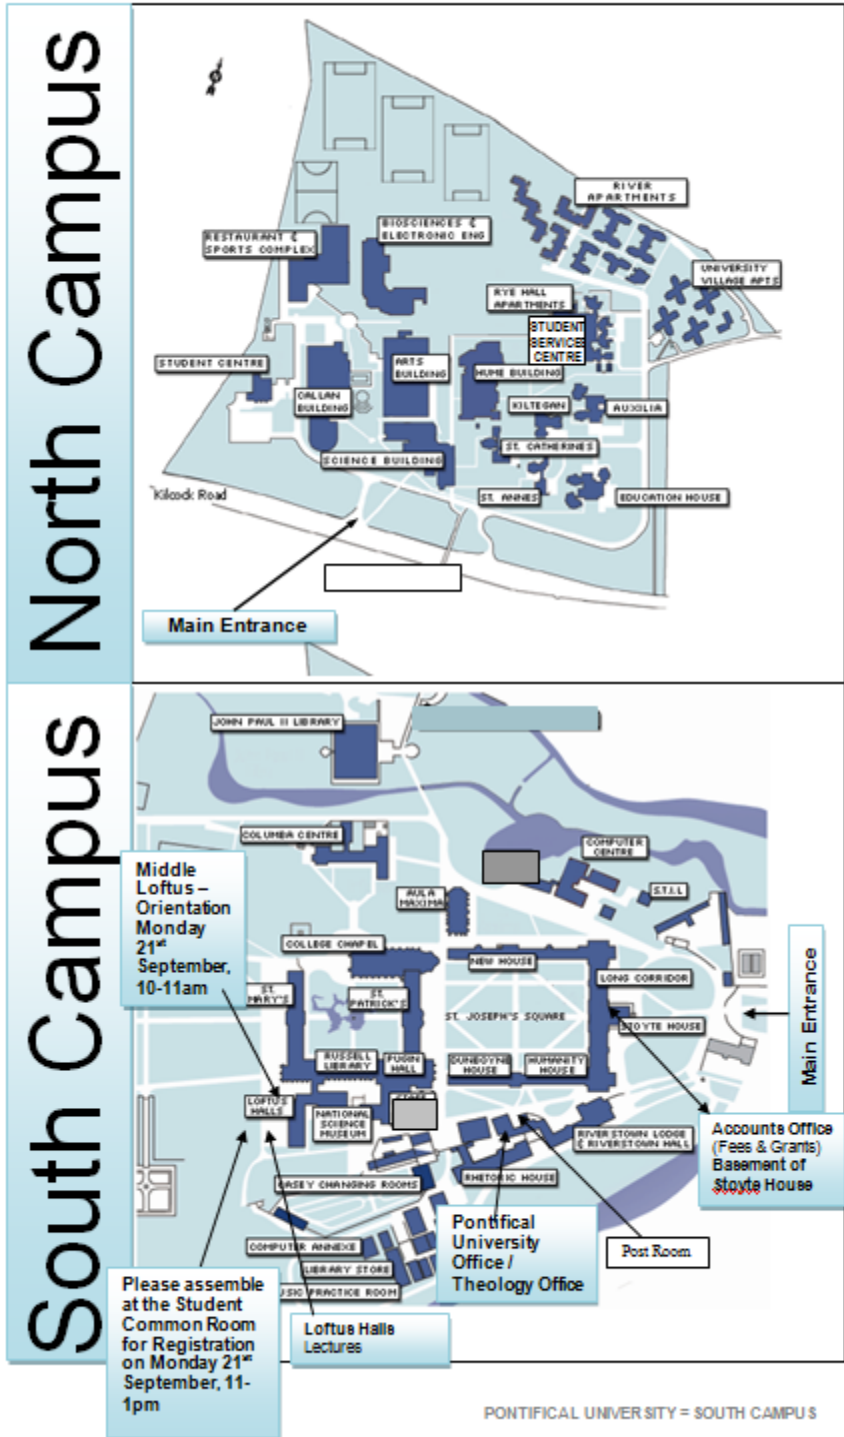 North Campus
RIVER
APARTMENTS
RESTAURANT &
SPORTS COMPLEX
BIOSCIENCES &
ELECTRONIC ENG
UNIVERSITY
VILLAGE APTS
RYE HALL
APARTMENTS
STUDENT
SERVICE
CENTRE
STUDENT CENTRE
ARTS
BUILDING
HUME BUILDING
CALLAN
BUILDING
KILTEGAN
AUXILIA
ST. CATHERINES
SCIENCE BUILDING
ST. ANNES
EDUCATION HOUSE
Kilcock Road
Main Entrance
South Campus
JOHN PAUL II LIBRARY
COLUMBA CENTRE
COMPUTER
CENTRE
Middle
Loftus –
Orientation
Monday
21st
September,
10-11am
AULA
MAXIMA
S.T.I.L
COLLEGE CHAPEL
NEW HOUSE
LONG CORRIDOR
ST.
MARY'S
ST.
PATRICK'S
ST. JOSEPH'S SQUARE
STOYTE HOUSE
Main Entrance
RUSSELL
LIBRARY
PUGIN
HALL
DUNBOYNE
HOUSE
HUMANITY
HOUSE
LOFTUS
HALLS
NATIONAL
SCIENCE
MUSEUM
RIVERSTOWN LODGE
& RIVERSTOWN HALL
Accounts Office
(Fees & Grants)
Basement of
Stoyte House
CASEY CHANGING ROOMS
RHETORIC HOUSE
Pontifical
University
Office /
Theology Office
Post Room
COMPUTER ANNEXE
LIBRARY STORE
USIC PRACTICE ROOM
Please assemble
at the Student
Common Room
for Registration
on Monday 21st
September, 11-
1pm
Loftus Halls
Lectures
PONTIFICAL UNIVERSITY = SOUTH CAMPUS